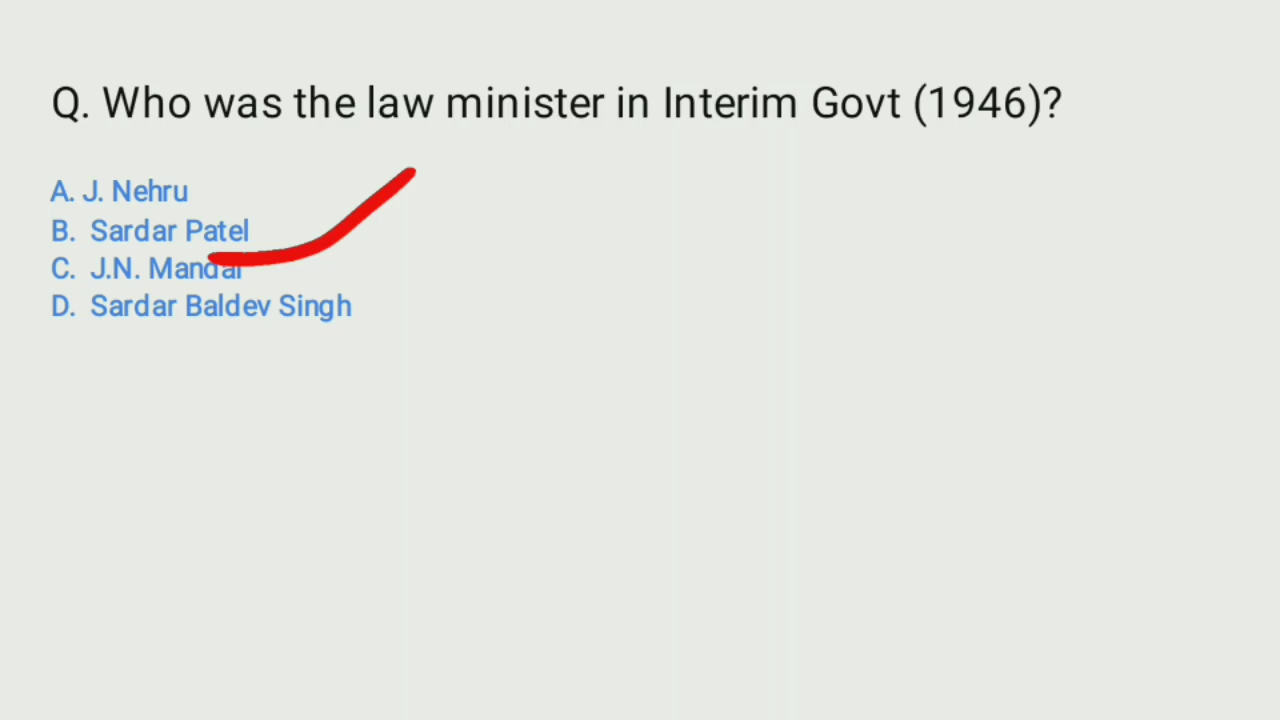 Q. Who was the law minister in Interim Govt (1946)?
A. J. Nehru
B. Sardar Patel
C. J.N. Mandal
D. Sardar Baldev Singh